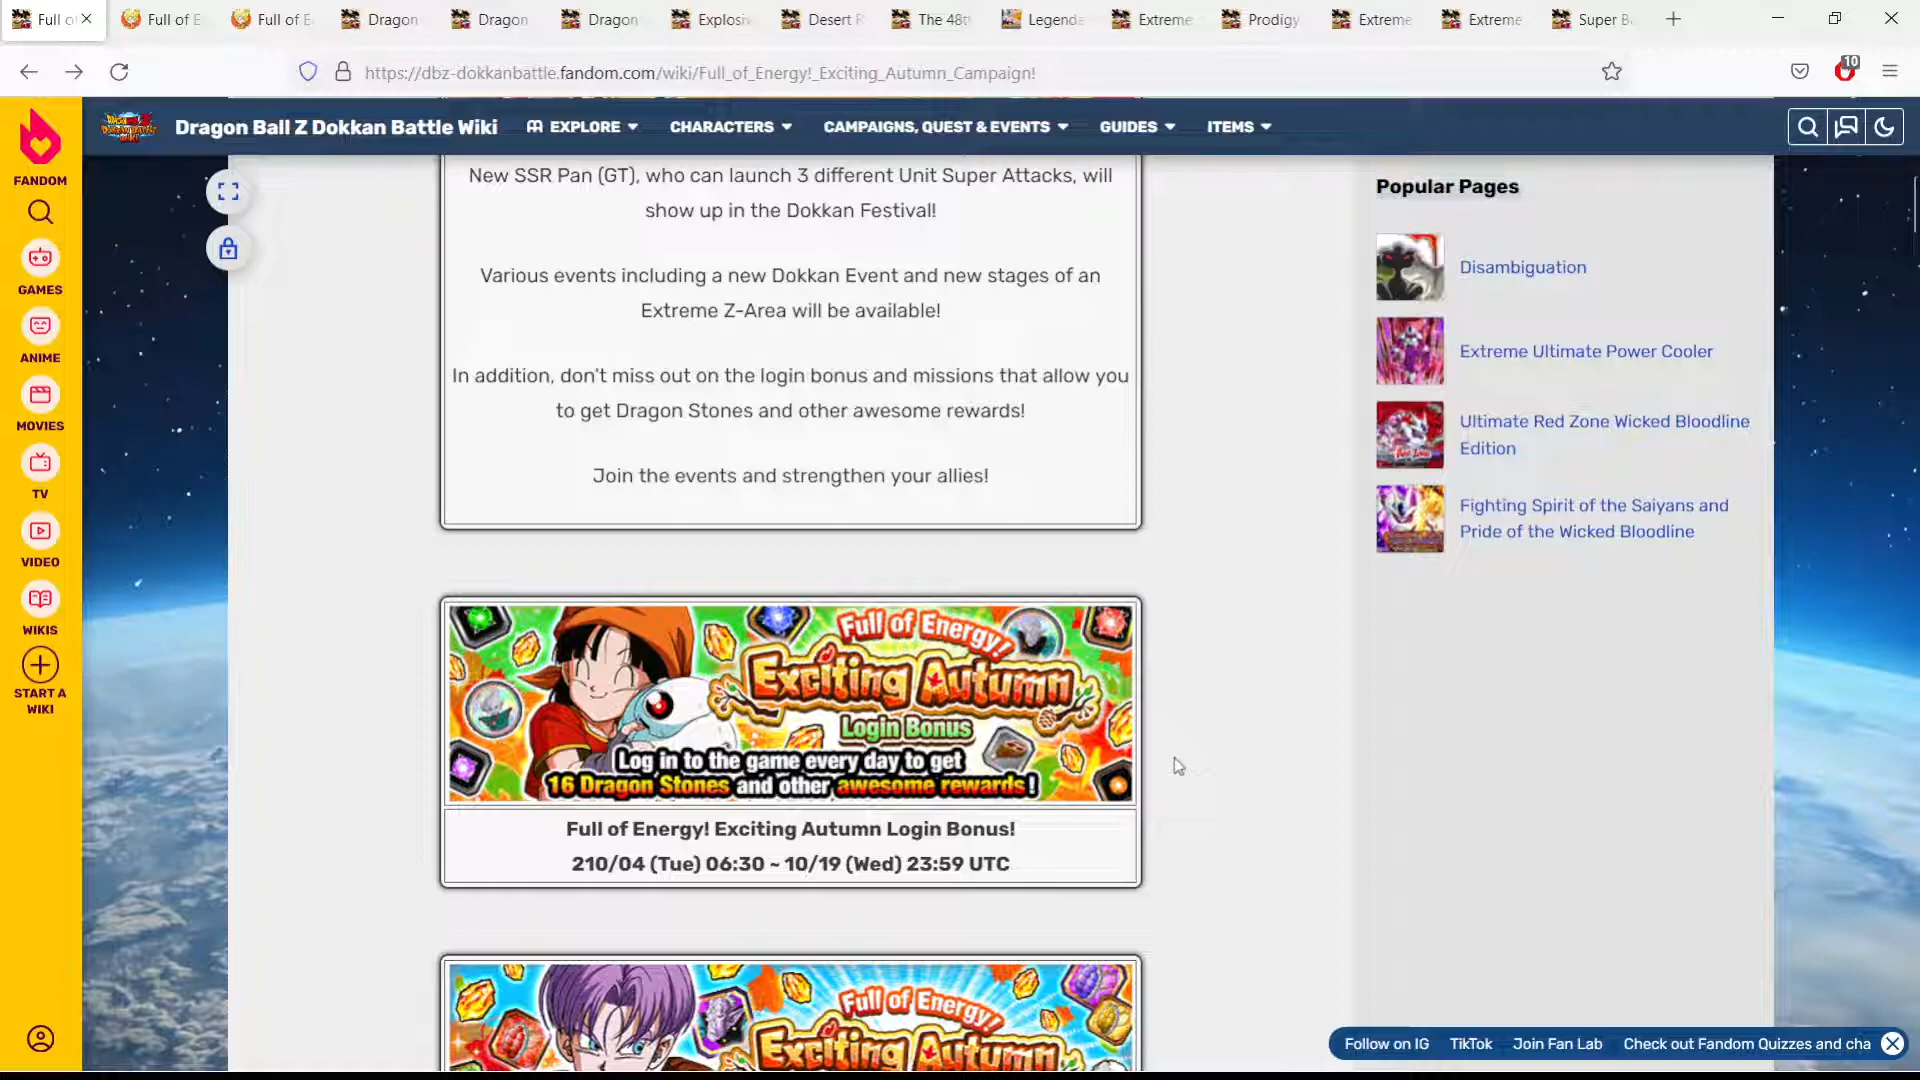 Full of
Full of E
Full of E
Dragon
Dragon
Dragon
Explosi
Desert
The 48t
Legend
Extreme
Prodigy
Extreme
Extreme
Super B
https://dbz-dokkanbattle.fandom.com/wiki/Full_of_Energy!_Exciting_Autumn_Campaign!
10
Dragon Ball Z Dokkan Battle Wiki
EXPLORE
CHARACTERS
CAMPAIGNS, QUEST & EVENTS
GUIDES
ITEMS
FANDOM
GAMES
ANIME
MOVIES
TV
VIDEO
WIKIS
START A
WIKI
New SSR Pan (GT), who can launch 3 different Unit Super Attacks, will
show up in the Dokkan Festival!
Various events including a new Dokkan Event and new stages of an
Extreme Z-Area will be available!
In addition, don't miss out on the login bonus and missions that allow you
to get Dragon Stones and other awesome rewards!
Join the events and strengthen your allies!
Full of Energy!
Exciting Autumn
Login Bonus
Log in to the game every day to get
16 Dragon Stones and other awesome rewards!
Full of Energy! Exciting Autumn Login Bonus!
210/04 (Tue) 06:30 ~ 10/19 (Wed) 23:59 UTC
Full of Energy!
Exciting Autumn
Popular Pages
Disambiguation
Extreme Ultimate Power Cooler
Ultimate Red Zone Wicked Bloodline
Edition
Fighting Spirit of the Saiyans and
Pride of the Wicked Bloodline
Follow on IG
TikTok
Join Fan Lab
Check out Fandom Quizzes and cha